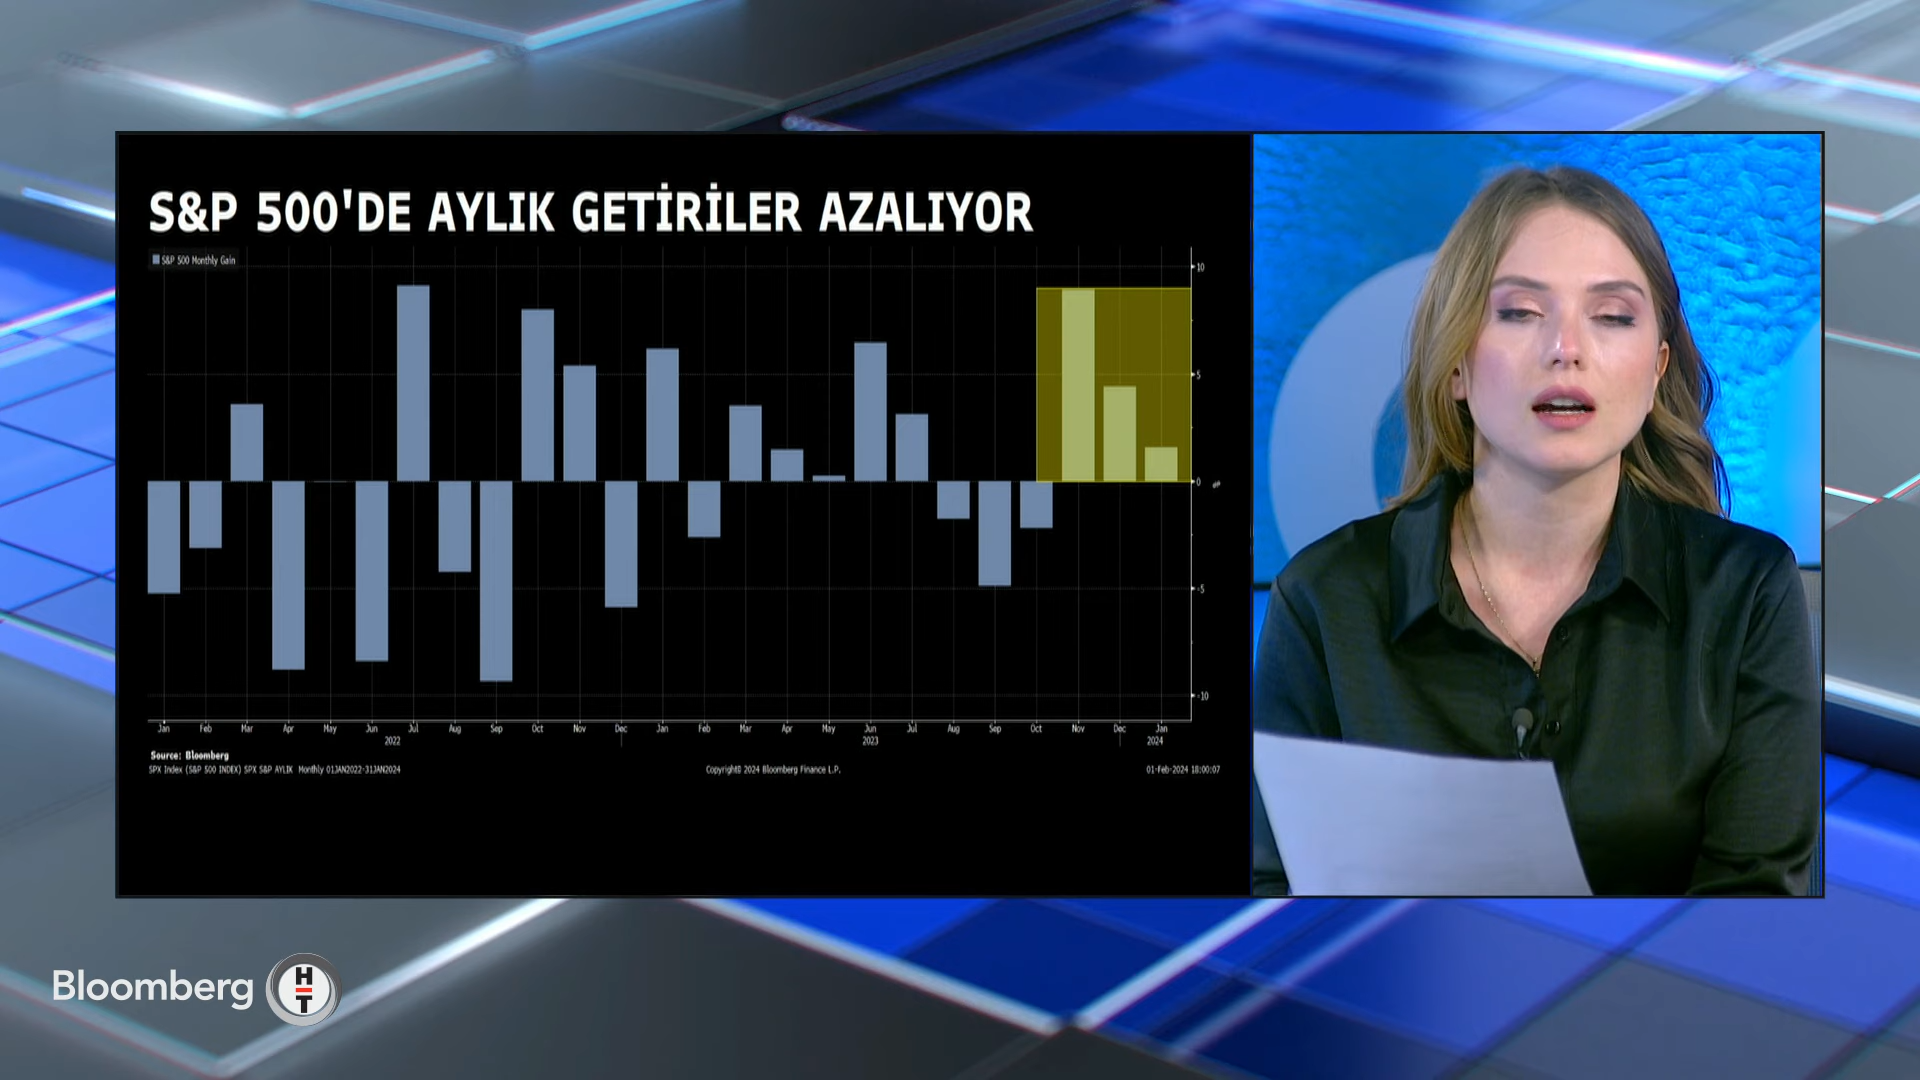 S&P 500'DE AYLIK GETİRİLER AZALIYOR
S&P 500 Monthly Gain
10
5
0
-5
-10
%
Jan Feb Mar Apr May Jun Jul Aug Sep Oct Nov Dec Jan Feb Mar Apr May Jun Jul Aug Sep Oct Nov Dec Jan
2022 2023 2024
Source: Bloomberg
SPX Index (S&P 500 INDEX) SPX S&P AYLIK Monthly 01JAN2022-31JAN2024 Copyright© 2024 Bloomberg Finance L.P. 01-Feb-2024 18:00:07
Bloomberg HT